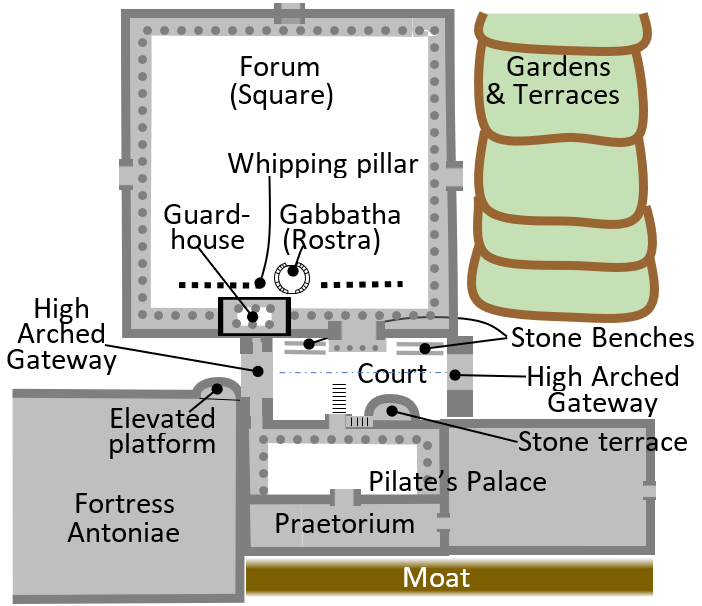 Forum
(Square)
Gardens
& Terraces
Whipping pillar
Guard-
house
Gabbatha
(Rostra)
High
Arched
Gateway
Stone Benches
Court
High Arched
Gateway
Elevated
platform
Stone terrace
Pilate's Palace
Fortress
Antoniae
Praetorium
Moat